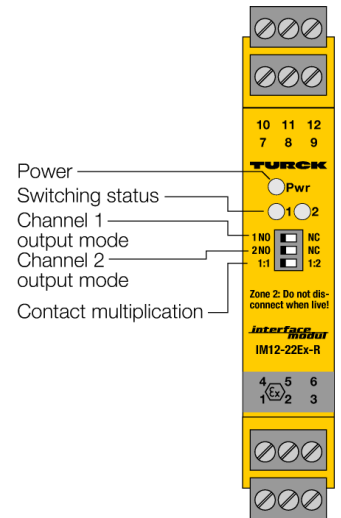 10 11 12
7 8 9
TURCK
Power
Pwr
Switching status
1 2
Channel 1
output mode
1 NO NC
Channel 2
output mode
2 NO NC
Contact multiplication
1:1 1:2
Zone 2: Do not dis-
connect when live!
interface
modul
IM12-22Ex-R
4 5 6
Ex
1 2 3